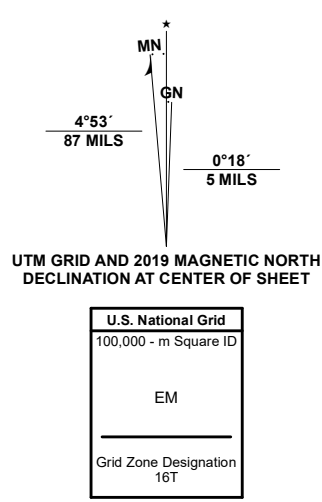 ★
MN
GN
4°53´
87 MILS
0°18´
5 MILS
UTM GRID AND 2019 MAGNETIC NORTH
DECLINATION AT CENTER OF SHEET
U.S. National Grid
100,000 - m Square ID
EM
Grid Zone Designation
16T